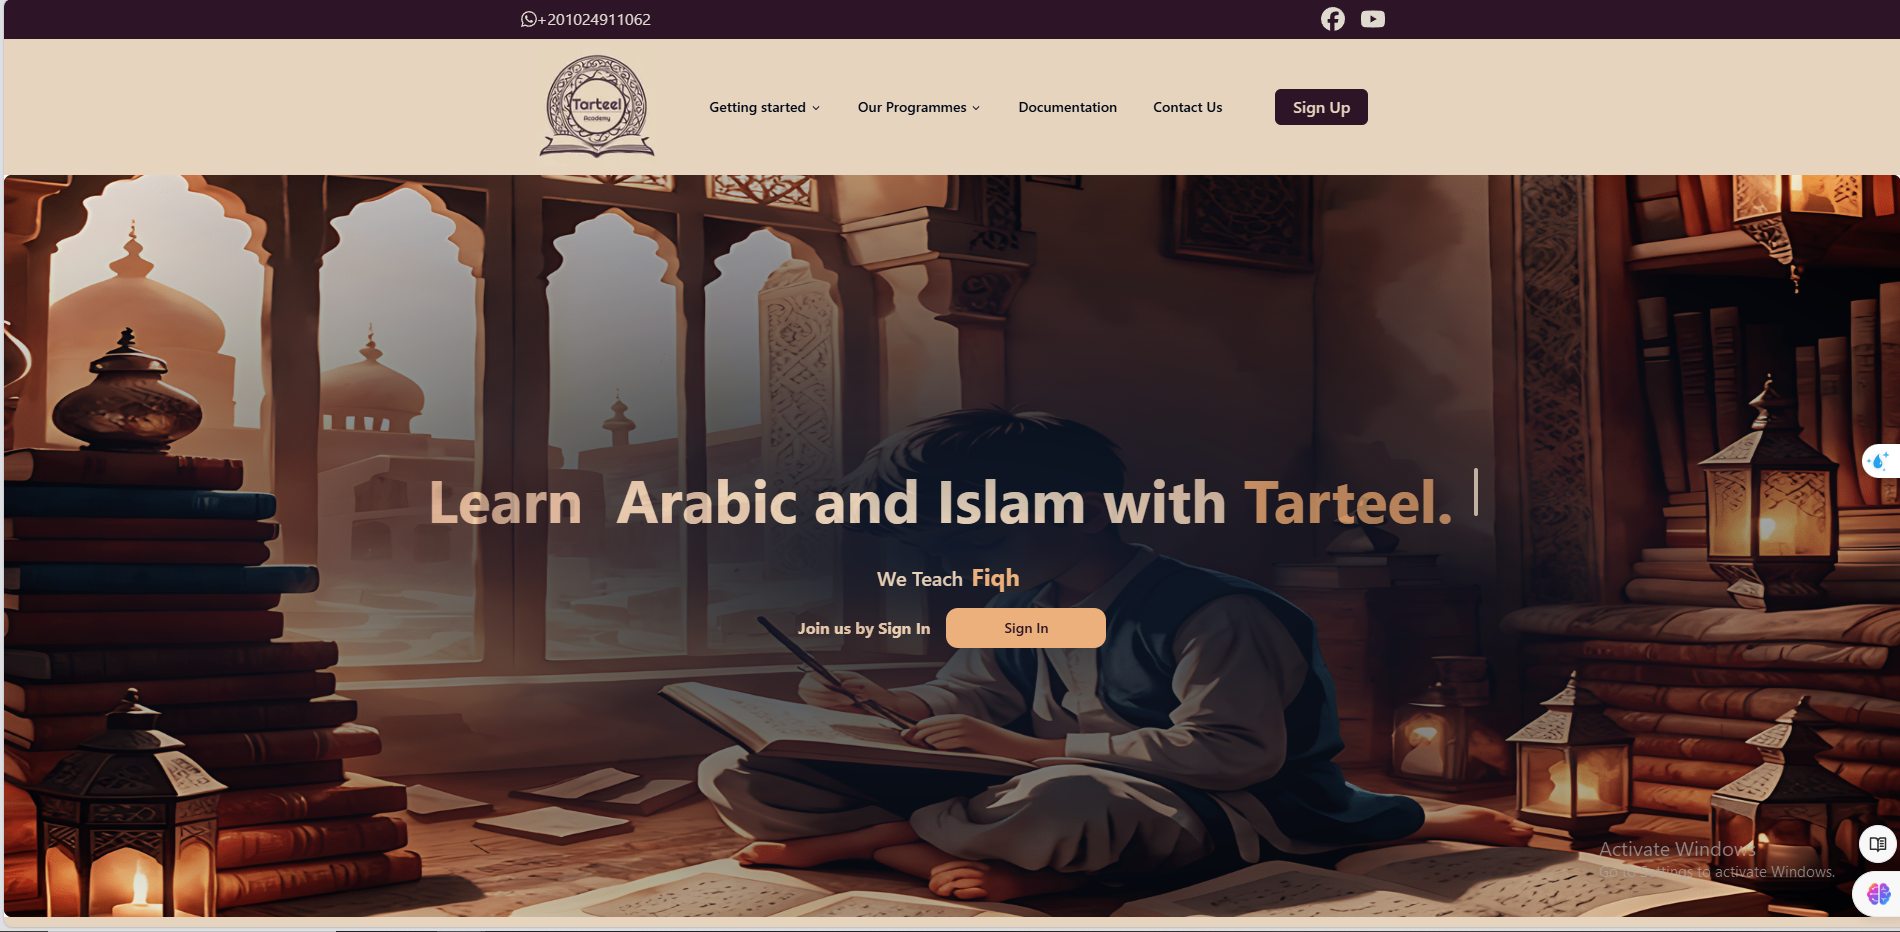 +201024911062
Tarteel
Academy
Getting started
Our Programmes
Documentation
Contact Us
Sign Up
Learn Arabic and Islam with Tarteel.
We Teach Fiqh
Join us by Sign In
Sign In
Activate Windows
Go to Settings to activate Windows.